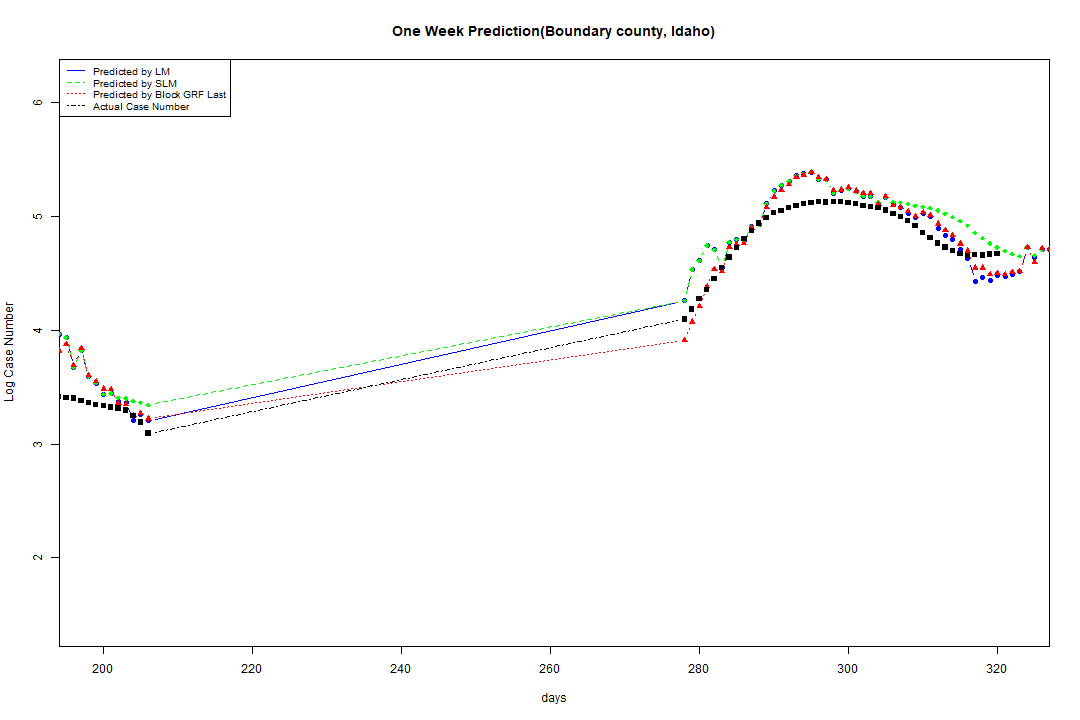 One Week Prediction(Boundary county, Idaho)
Predicted by LM
Predicted by SLM
Predicted by Block GRF Last
Actual Case Number
6
5
4
3
2
Log Case Number
200 220 240 260 280 300 320
days